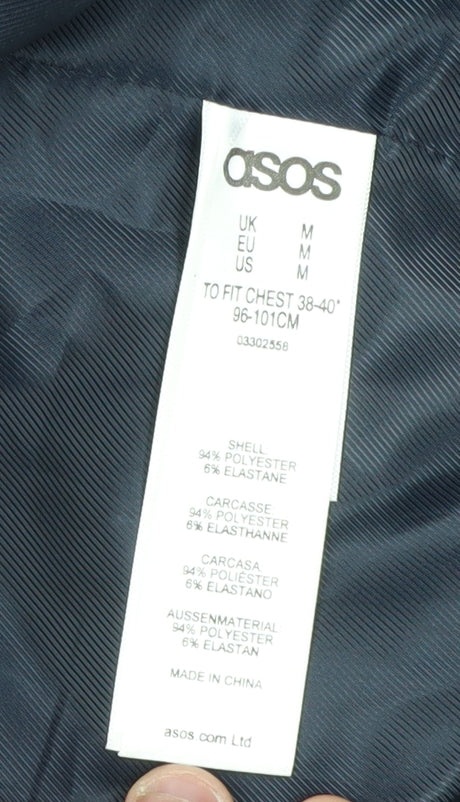 asos
UK M
EU M
US M
TO FIT CHEST 38-40"
96-101CM
03302556
SHELL:
94% POLYESTER
6% ELASTANE
CARCASSE
94% POLYESTER
6% ELASTHANNE
CARCASA
94% POLIÉSTER
6% ELASTANO
AUSSENMATERIAL:
94% POLYESTER
6% ELASTAN
MADE IN CHINA
asos.com Ltd